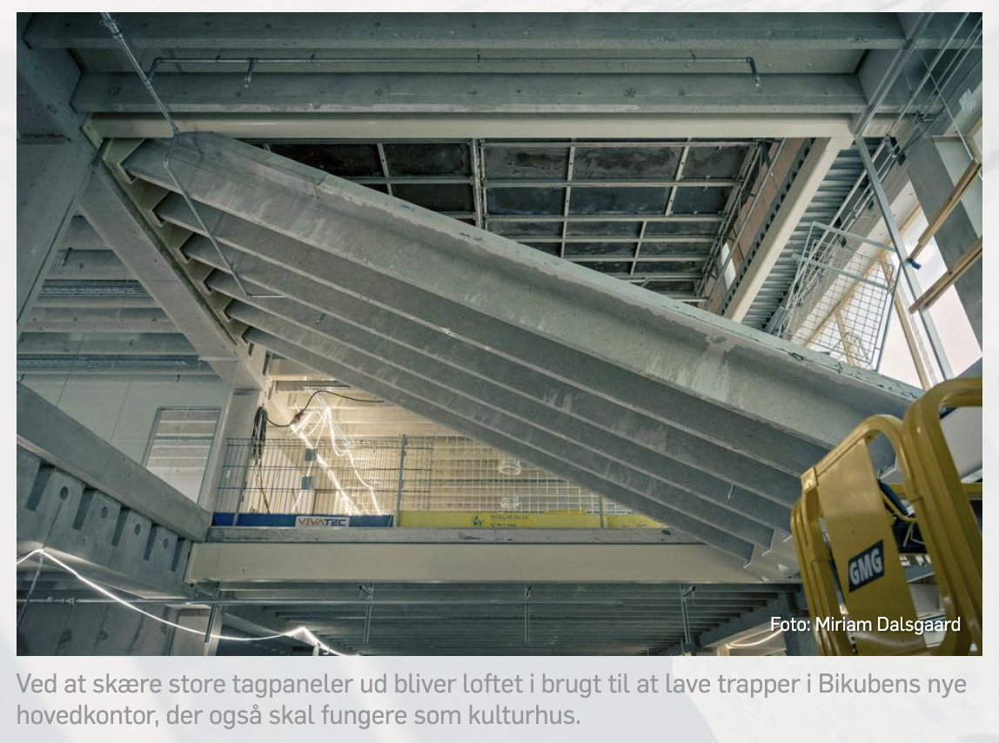 VIVATEC
GMG
Foto: Miriam Dalsgaard
Ved at skære store tagpaneler ud bliver loftet i brugt til at lave trapper i Bikubens nye
hovedkontor, der også skal fungere som kulturhus.